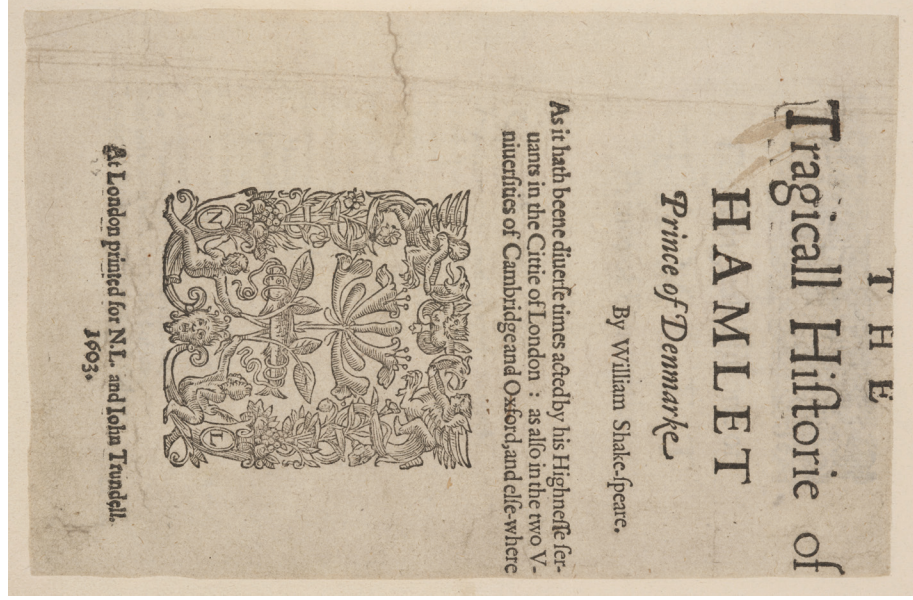 THE
Tragicall Hiſtorie of
HAMLET
Prince of Denmarke
By William Shake-ſpeare.
As it hath beene diuerſe times acted by his Highneſſe ſer-
uants in the Cittie of London : as alſo in the two V-
niuerſities of Cambridge and Oxford, and elſe-where
N
L
At London printed for N.L. and Iohn Trundell.
1603.